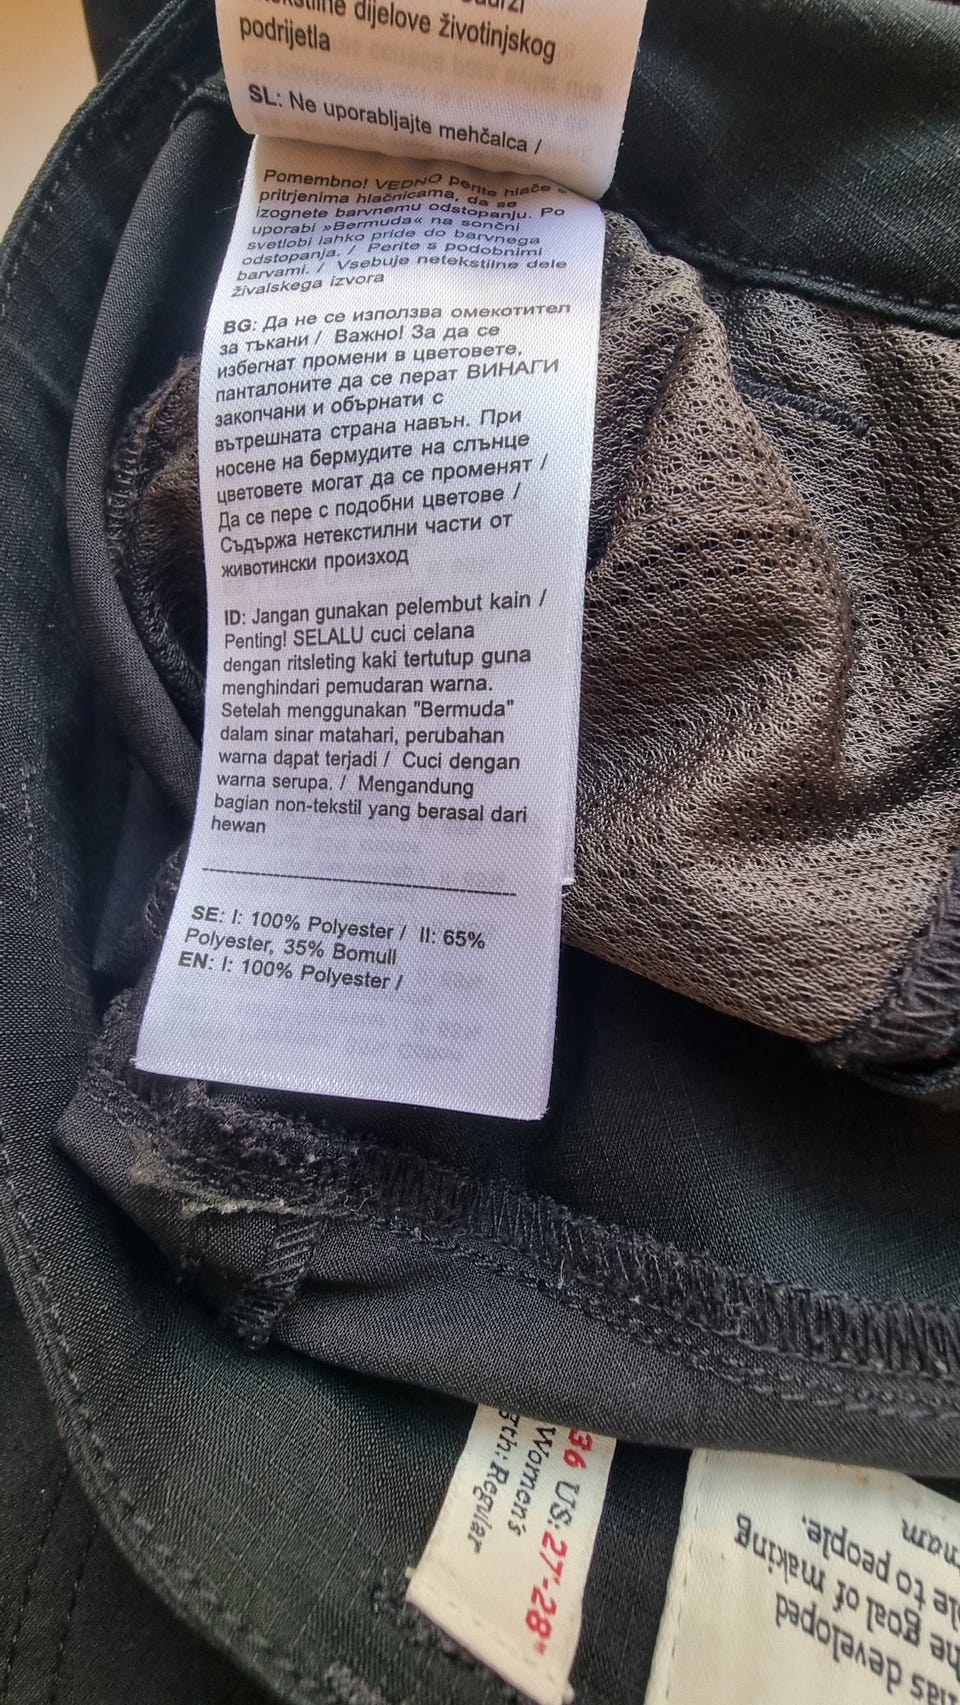 tekstilne dijelove životinjskog
podrijetla
SL: Ne uporabljajte mehčalca /
Pomembno! VEDNO perite hlače s
pritrjenima hlačnicama, da se
izognete barvnemu odstopanju. Po
uporabi »Bermuda« na sončni
svetlobi lahko pride do barvnega
odstopanja. / Perite s podobnimi
barvami. / Vsebuje netekstilne dele
živalskega izvora
BG: Да не се използва омекотител
за тъкани / Важно! За да се
избегнат промени в цветовете,
панталоните да се перат ВИНАГИ
закопчани и обърнати с
вътрешната страна навън. При
носене на бермудите на слънце
цветовете могат да се променят /
Да се пере с подобни цветове /
Съдържа нетекстилни части от
животински произход
ID: Jangan gunakan pelembut kain /
Penting! SELALU cuci celana
dengan ritsleting kaki tertutup guna
menghindari pemudaran warna.
Setelah menggunakan "Bermuda"
dalam sinar matahari, perubahan
warna dapat terjadi / Cuci dengan
warna serupa. / Mengandung
bagian non-tekstil yang berasal dari
hewan
SE: I: 100% Polyester / II: 65%
Polyester, 35% Bomull
EN: I: 100% Polyester /
36 US: 27"-28"
Women's
gth: Regular
has developed
he goal of making
le to people.